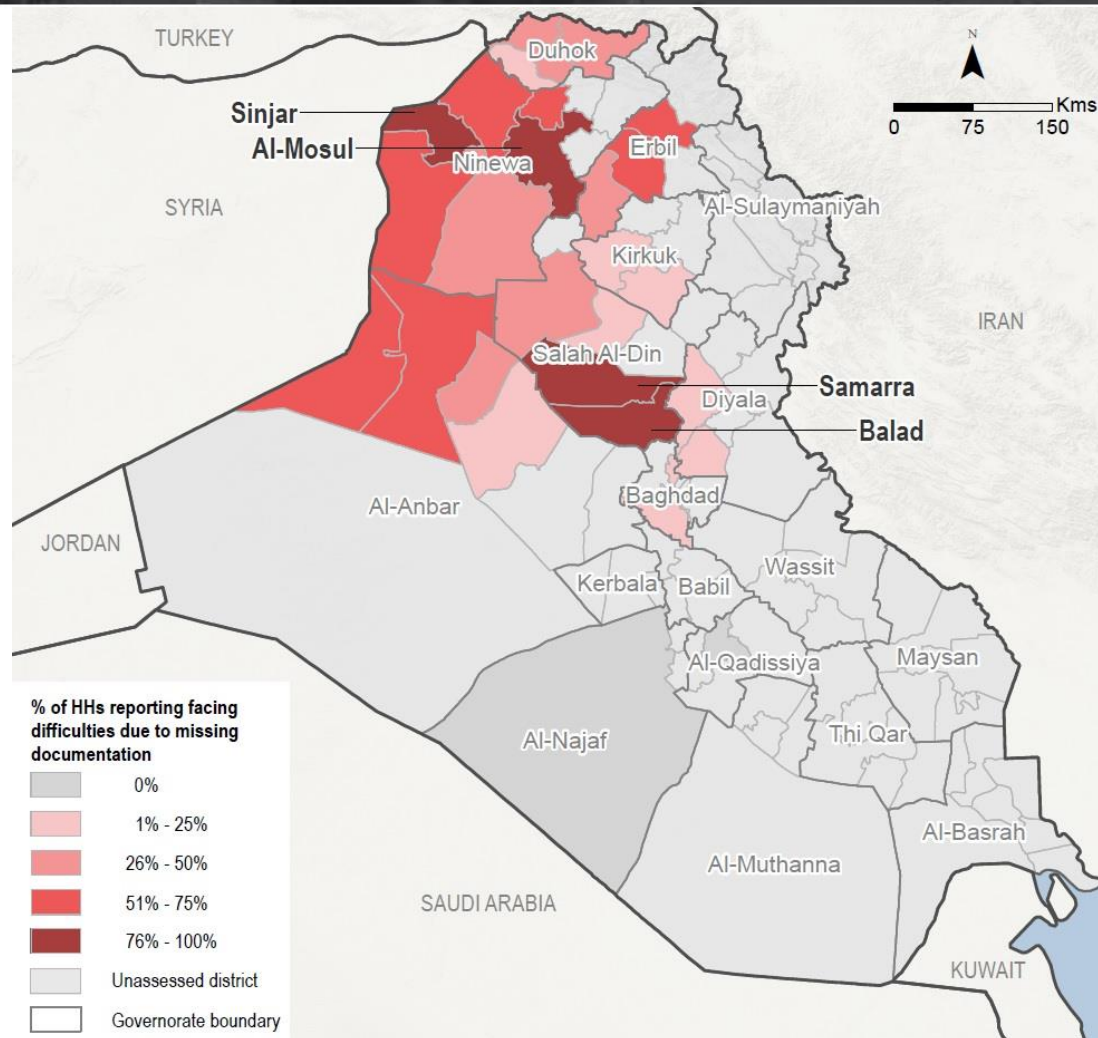 TURKEY
Duhok
N
Kms
0 75 150
Sinjar
Al-Mosul
Ninewa
Erbil
SYRIA
Al-Sulaymaniyah
Kirkuk
IRAN
Salah Al-Din
Samarra
Diyala
Balad
Al-Anbar
Baghdad
JORDAN
Wassit
Kerbala
Babil
Al-Qadissiya
Maysan
Al-Najaf
Thi Qar
Al-Basrah
Al-Muthanna
SAUDI ARABIA
KUWAIT
% of HHs reporting facing
difficulties due to missing
documentation
0%
1% - 25%
26% - 50%
51% - 75%
76% - 100%
Unassessed district
Governorate boundary